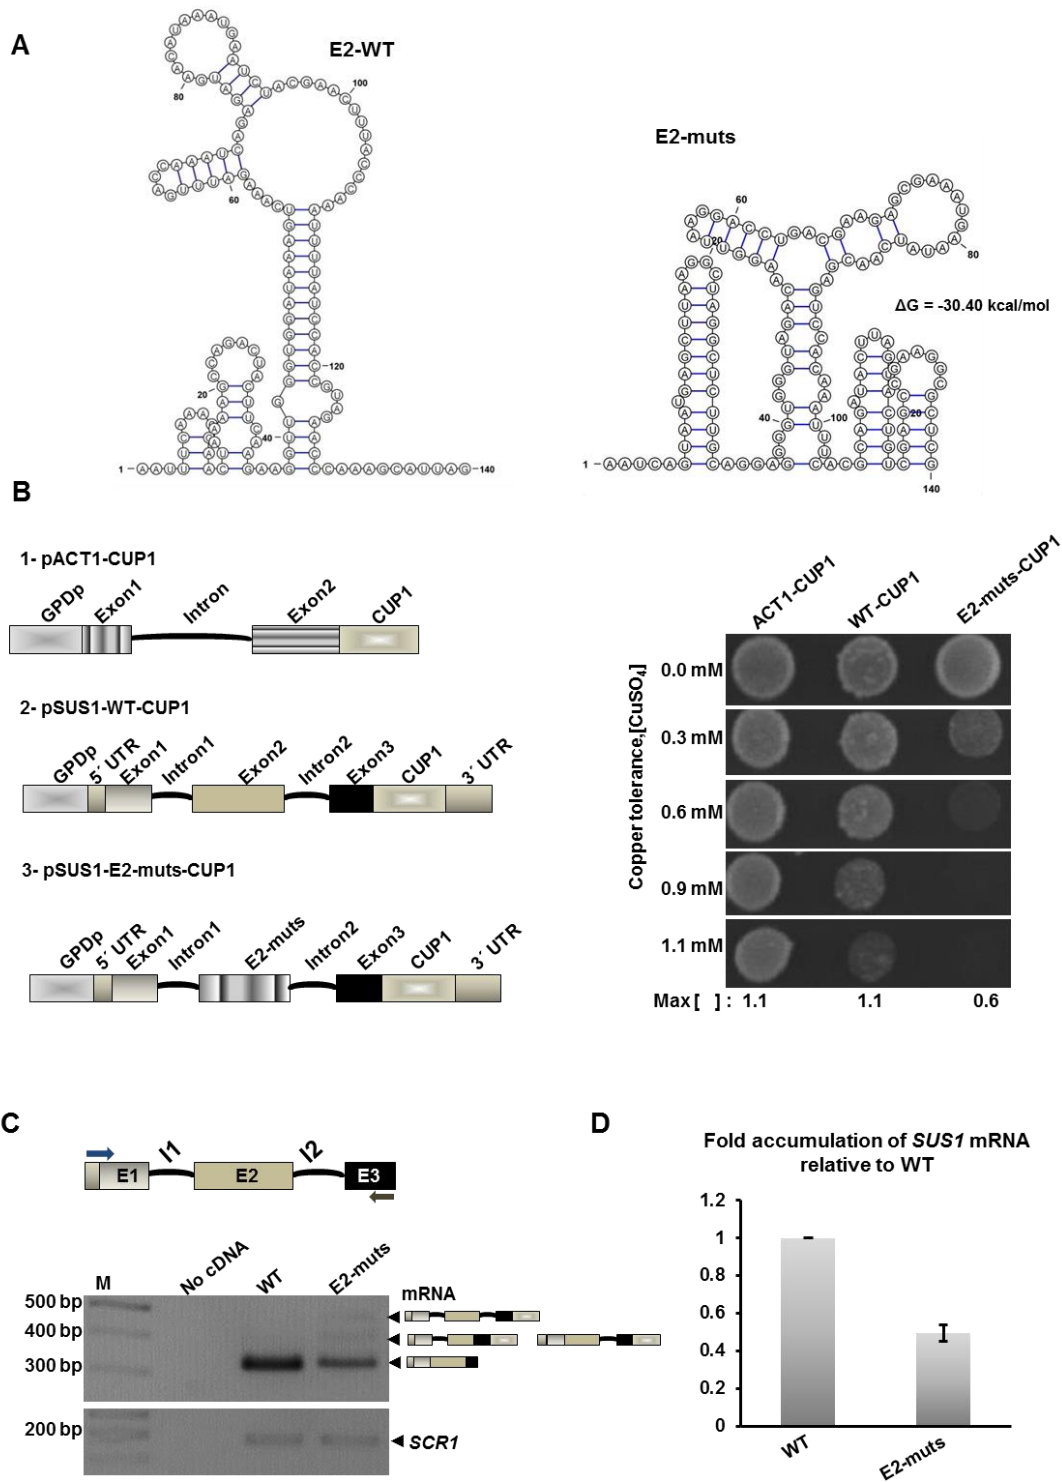 A
E2-WT
E2-muts
80
100
60
20
120
40
1
140
60
20
80
ΔG = -30.40 kcal/mol
40
100
20
1
140
B
1- pACT1-CUP1
GPDp Exon1 Intron Exon2 CUP1
2- pSUS1-WT-CUP1
GPDp 5´ UTR Exon1 Intron1 Exon2 Intron2 Exon3 CUP1 3´ UTR
3- pSUS1-E2-muts-CUP1
GPDp 5´ UTR Exon1 Intron1 E2-muts Intron2 Exon3 CUP1 3´ UTR
ACT1-CUP1 WT-CUP1 E2-muts-CUP1
Copper tolerance,[CuSO4]
0.0 mM
0.3 mM
0.6 mM
0.9 mM
1.1 mM
Max [ ] : 1.1 1.1 0.6
C
E1 I1 E2 I2 E3
M No cDNA WT E2-muts
mRNA
500 bp
400 bp
300 bp
200 bp
SCR1
D
Fold accumulation of SUS1 mRNA
relative to WT
1.2
1
0.8
0.6
0.4
0.2
0
WT E2-muts